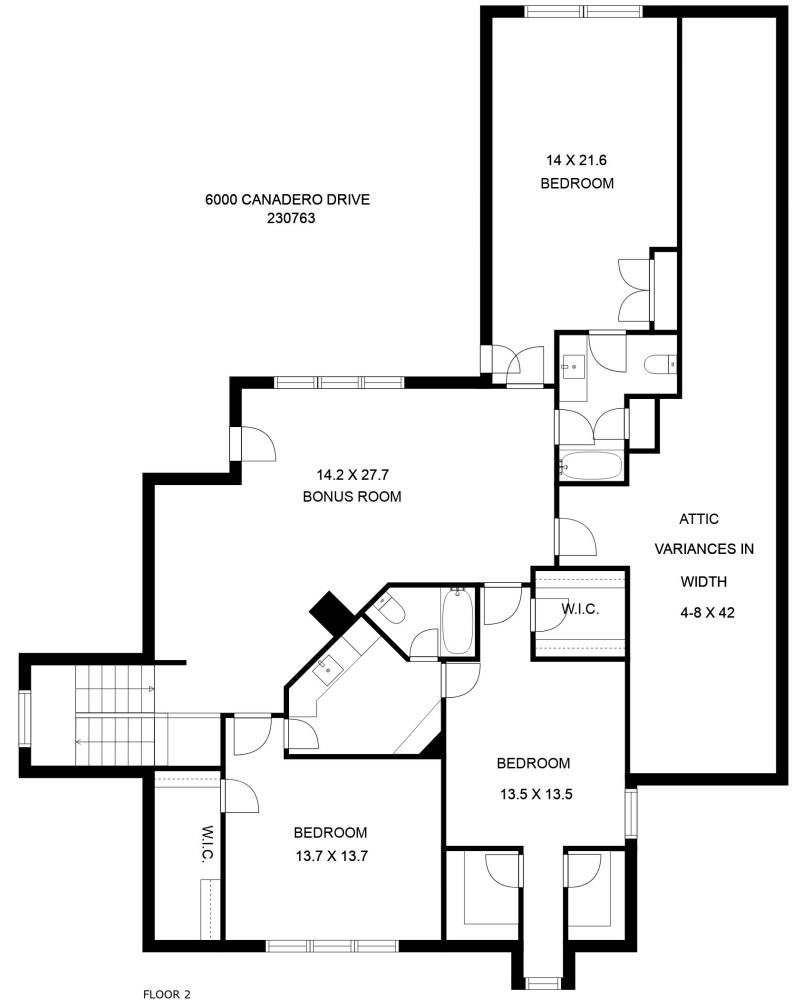 14 X 21.6
BEDROOM
6000 CANADERO DRIVE
230763
14.2 X 27.7
BONUS ROOM
ATTIC
VARIANCES IN
WIDTH
4-8 X 42
W.I.C.
BEDROOM
13.5 X 13.5
BEDROOM
13.7 X 13.7
W.I.C.
FLOOR 2